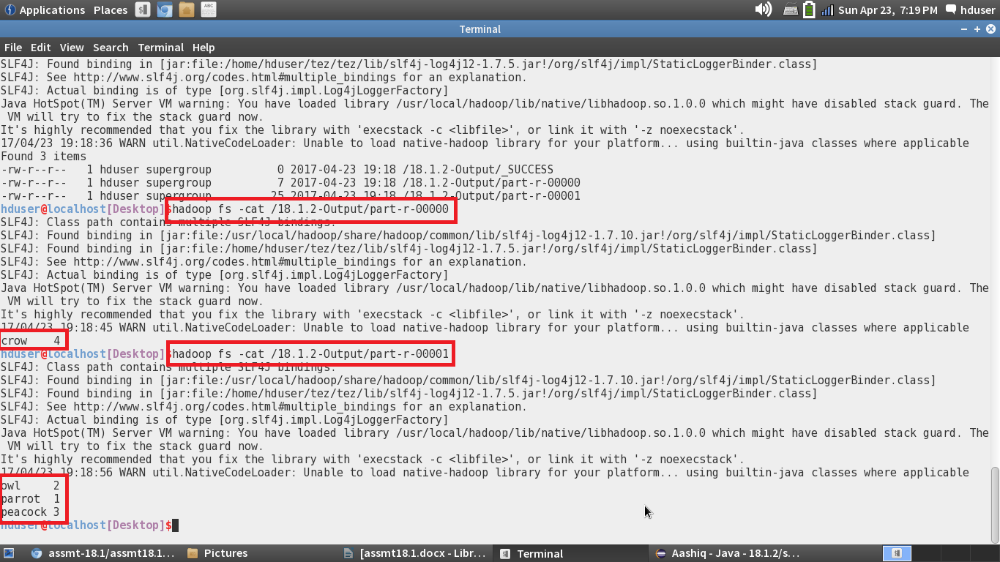 Applications Places ABC Sun Apr 23, 7:19 PM hduser
Terminal
File Edit View Search Terminal Help
SLF4J: Found binding in [jar:file:/home/hduser/tez/tez/lib/slf4j-log4j12-1.7.5.jar!/org/slf4j/impl/StaticLoggerBinder.class]
SLF4J: See http://www.slf4j.org/codes.html#multiple_bindings for an explanation.
SLF4J: Actual binding is of type [org.slf4j.impl.Log4jLoggerFactory]
Java HotSpot(TM) Server VM warning: You have loaded library /usr/local/hadoop/lib/native/libhadoop.so.1.0.0 which might have disabled stack guard. The
 VM will try to fix the stack guard now.
It's highly recommended that you fix the library with 'execstack -c <libfile>', or link it with '-z noexecstack'.
17/04/23 19:18:36 WARN util.NativeCodeLoader: Unable to load native-hadoop library for your platform... using builtin-java classes where applicable
Found 3 items
-rw-r--r--   1 hduser supergroup          0 2017-04-23 19:18 /18.1.2-Output/_SUCCESS
-rw-r--r--   1 hduser supergroup          7 2017-04-23 19:18 /18.1.2-Output/part-r-00000
-rw-r--r--   1 hduser supergroup         25 2017-04-23 19:18 /18.1.2-Output/part-r-00001
hduser@localhost[Desktop]$hadoop fs -cat /18.1.2-Output/part-r-00000
SLF4J: Class path contains multiple SLF4J bindings.
SLF4J: Found binding in [jar:file:/usr/local/hadoop/share/hadoop/common/lib/slf4j-log4j12-1.7.10.jar!/org/slf4j/impl/StaticLoggerBinder.class]
SLF4J: Found binding in [jar:file:/home/hduser/tez/tez/lib/slf4j-log4j12-1.7.5.jar!/org/slf4j/impl/StaticLoggerBinder.class]
SLF4J: See http://www.slf4j.org/codes.html#multiple_bindings for an explanation.
SLF4J: Actual binding is of type [org.slf4j.impl.Log4jLoggerFactory]
Java HotSpot(TM) Server VM warning: You have loaded library /usr/local/hadoop/lib/native/libhadoop.so.1.0.0 which might have disabled stack guard. The
 VM will try to fix the stack guard now.
It's highly recommended that you fix the library with 'execstack -c <libfile>', or link it with '-z noexecstack'.
17/04/23 19:18:45 WARN util.NativeCodeLoader: Unable to load native-hadoop library for your platform... using builtin-java classes where applicable
crow    4
hduser@localhost[Desktop]$hadoop fs -cat /18.1.2-Output/part-r-00001
SLF4J: Class path contains multiple SLF4J bindings.
SLF4J: Found binding in [jar:file:/usr/local/hadoop/share/hadoop/common/lib/slf4j-log4j12-1.7.10.jar!/org/slf4j/impl/StaticLoggerBinder.class]
SLF4J: Found binding in [jar:file:/home/hduser/tez/tez/lib/slf4j-log4j12-1.7.5.jar!/org/slf4j/impl/StaticLoggerBinder.class]
SLF4J: See http://www.slf4j.org/codes.html#multiple_bindings for an explanation.
SLF4J: Actual binding is of type [org.slf4j.impl.Log4jLoggerFactory]
Java HotSpot(TM) Server VM warning: You have loaded library /usr/local/hadoop/lib/native/libhadoop.so.1.0.0 which might have disabled stack guard. The
 VM will try to fix the stack guard now.
It's highly recommended that you fix the library with 'execstack -c <libfile>', or link it with '-z noexecstack'.
17/04/23 19:18:56 WARN util.NativeCodeLoader: Unable to load native-hadoop library for your platform... using builtin-java classes where applicable
owl     2
parrot  1
peacock 3
hduser@localhost[Desktop]$
assmt-18.1/assmt18.1... Pictures [assmt18.1.docx - Libr... Terminal Aashiq - Java - 18.1.2/s...